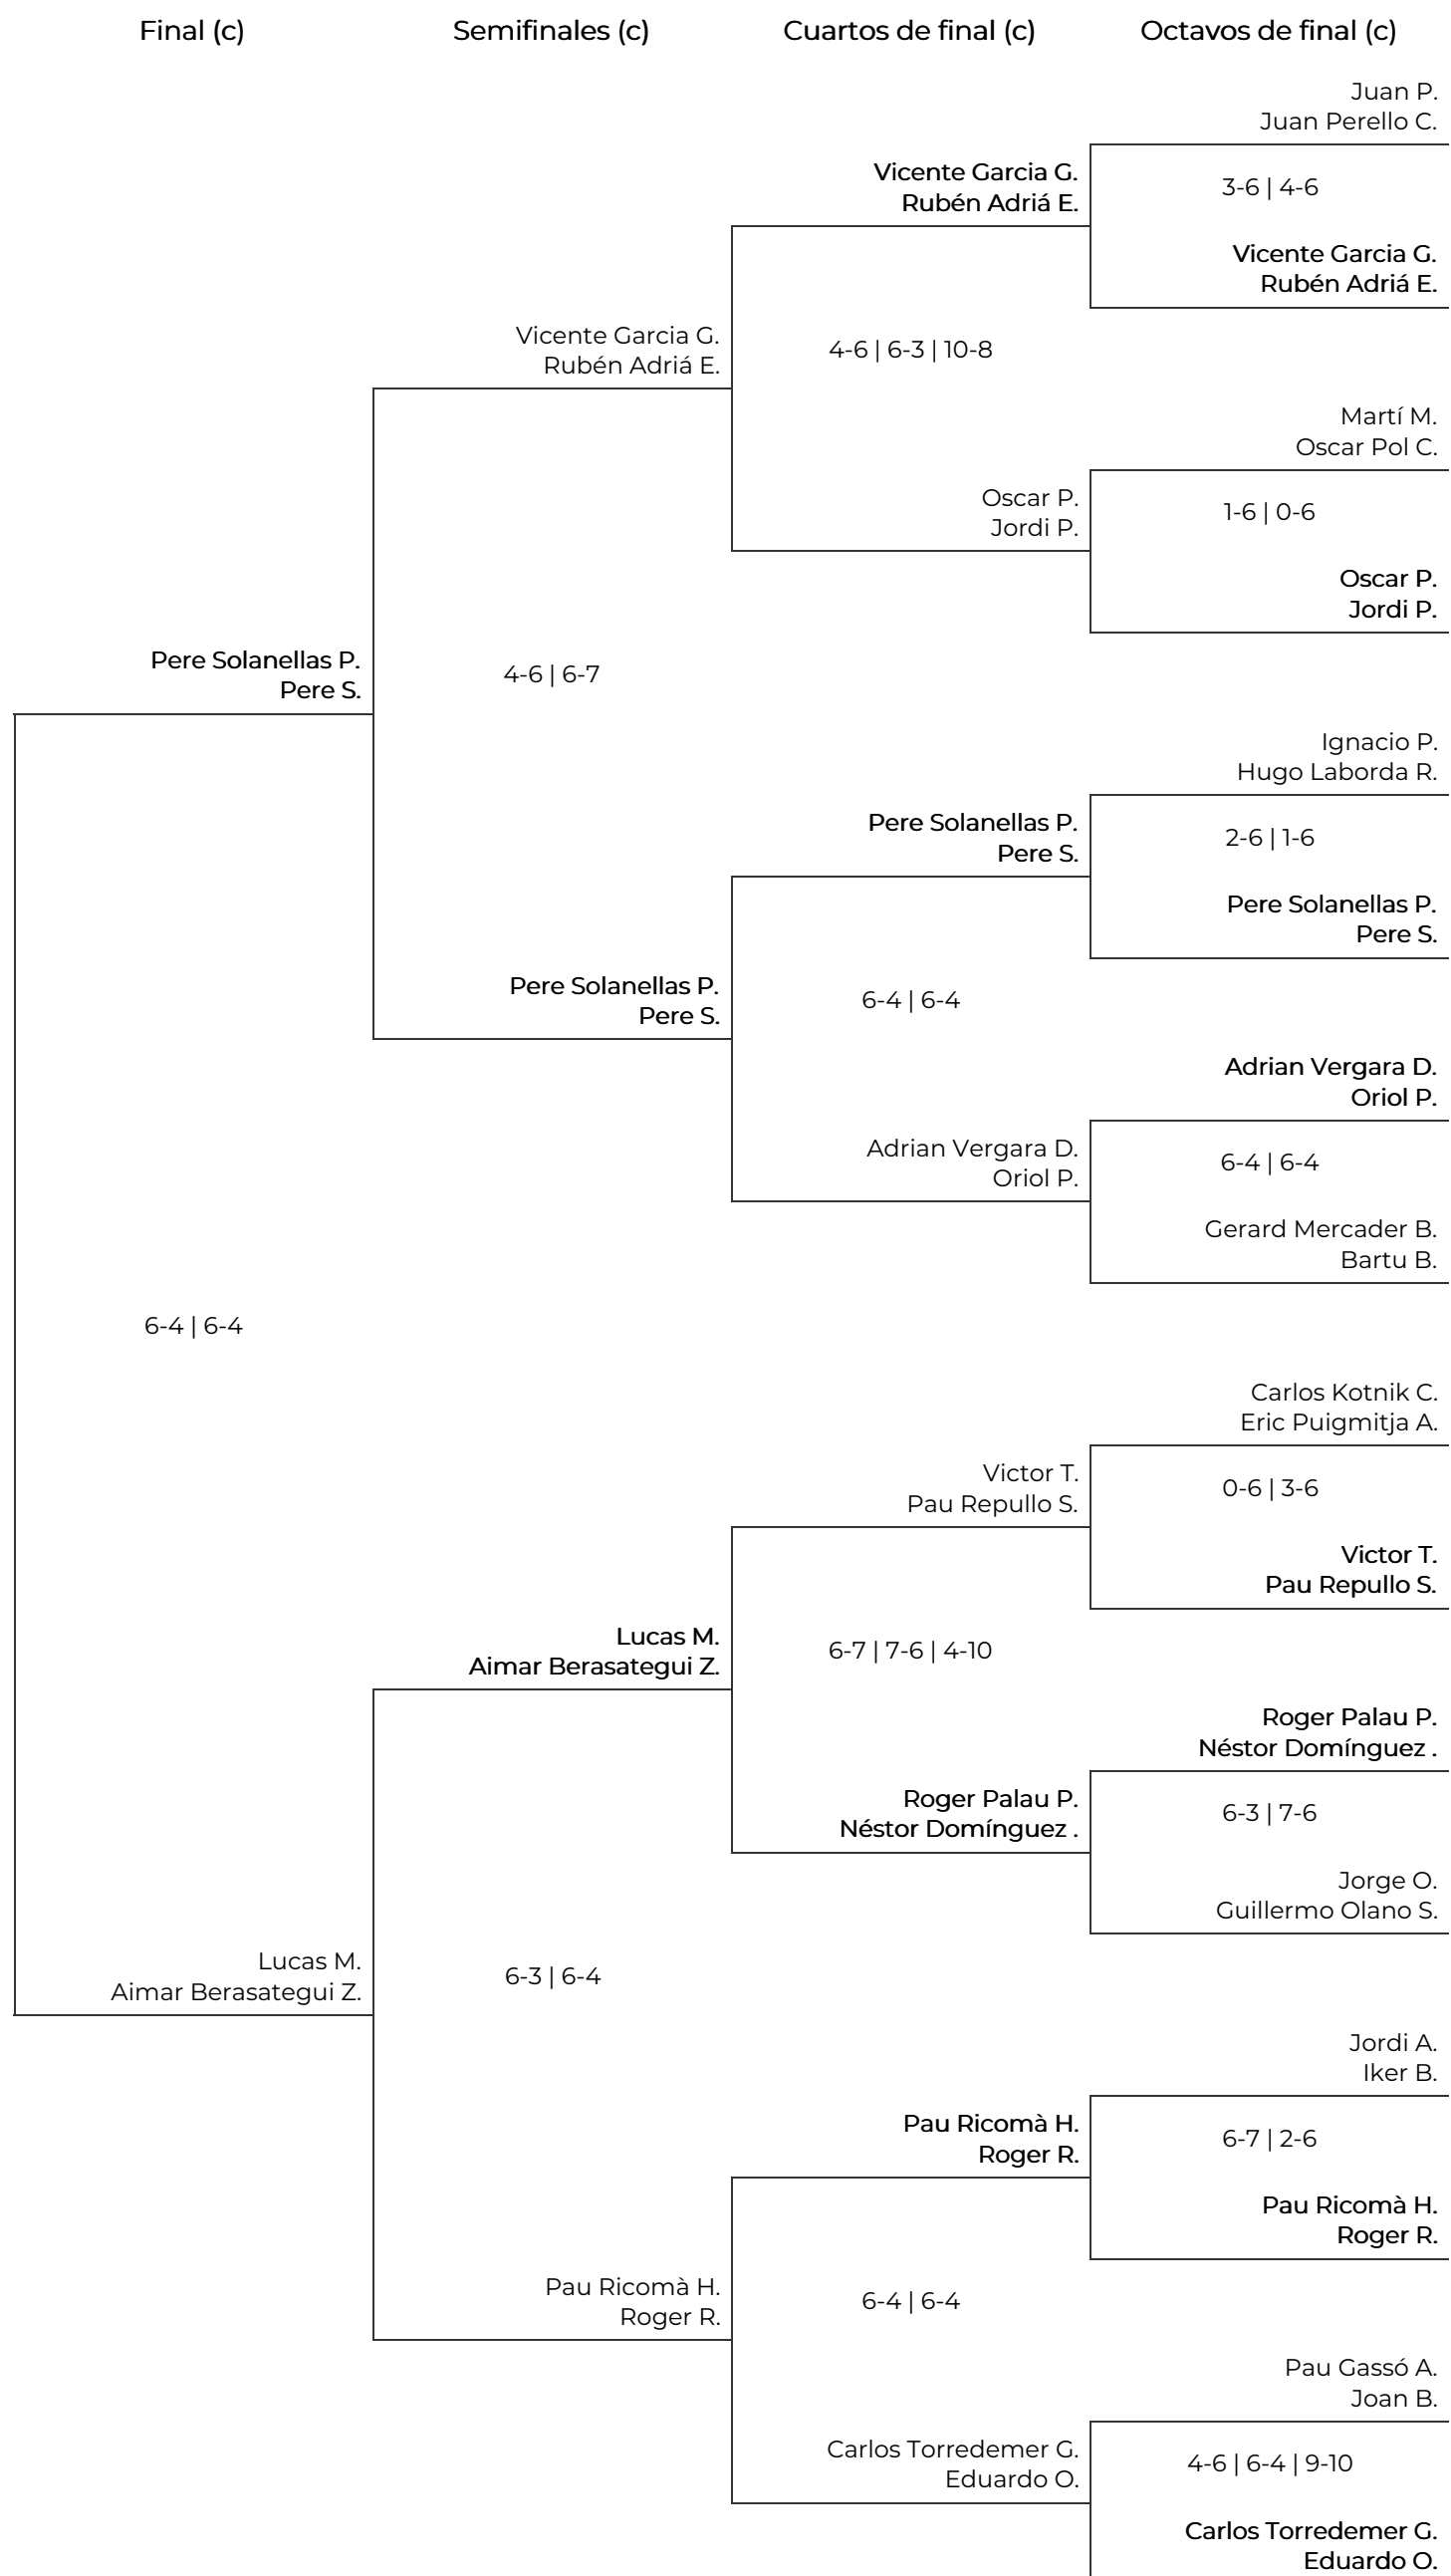 Final (c)
Semifinales (c)
Cuartos de final (c)
Octavos de final (c)
Juan P.
Juan Perello C.
Vicente Garcia G.
Rubén Adriá E.
3-6 | 4-6
Vicente Garcia G.
Rubén Adriá E.
Vicente Garcia G.
Rubén Adriá E.
4-6 | 6-3 | 10-8
Martí M.
Oscar Pol C.
Oscar P.
Jordi P.
1-6 | 0-6
Oscar P.
Jordi P.
Pere Solanellas P.
Pere S.
4-6 | 6-7
Ignacio P.
Hugo Laborda R.
Pere Solanellas P.
Pere S.
2-6 | 1-6
Pere Solanellas P.
Pere S.
Pere Solanellas P.
Pere S.
6-4 | 6-4
Adrian Vergara D.
Oriol P.
Adrian Vergara D.
Oriol P.
6-4 | 6-4
Gerard Mercader B.
Bartu B.
6-4 | 6-4
Carlos Kotnik C.
Eric Puigmitja A.
Victor T.
Pau Repullo S.
0-6 | 3-6
Victor T.
Pau Repullo S.
Lucas M.
Aimar Berasategui Z.
6-7 | 7-6 | 4-10
Roger Palau P.
Néstor Domínguez .
Roger Palau P.
Néstor Domínguez .
6-3 | 7-6
Jorge O.
Guillermo Olano S.
Lucas M.
Aimar Berasategui Z.
6-3 | 6-4
Jordi A.
Iker B.
Pau Ricomà H.
Roger R.
6-7 | 2-6
Pau Ricomà H.
Roger R.
Pau Ricomà H.
Roger R.
6-4 | 6-4
Pau Gassó A.
Joan B.
Carlos Torredemer G.
Eduardo O.
4-6 | 6-4 | 9-10
Carlos Torredemer G.
Eduardo O.